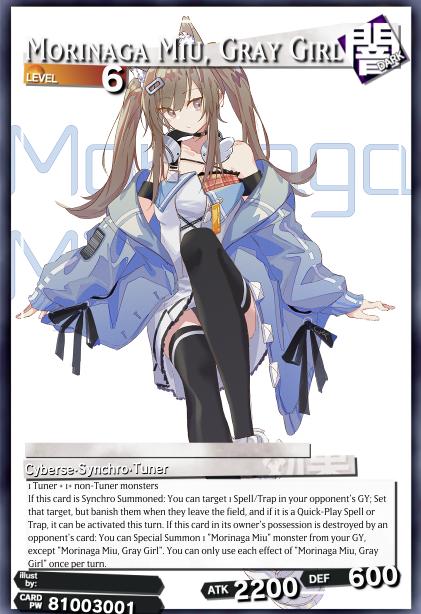 MORINAGA MIU, GRAY GIRL
闇
DARK
LEVEL 6
Morinaga
M
Cyberse·Synchro·Tuner
1 Tuner + 1+ non-Tuner monsters
If this card is Synchro Summoned: You can target 1 Spell/Trap in your opponent's GY; Set
that target, but banish them when they leave the field, and if it is a Quick-Play Spell or
Trap, it can be activated this turn. If this card in its owner's possession is destroyed by an
opponent's card: You can Special Summon 1 "Morinaga Miu" monster from your GY,
except "Morinaga Miu, Gray Girl". You can only use each effect of "Morinaga Miu, Gray
Girl" once per turn.
illust by:
CARD PW 81003001
ATK 2200 DEF 600